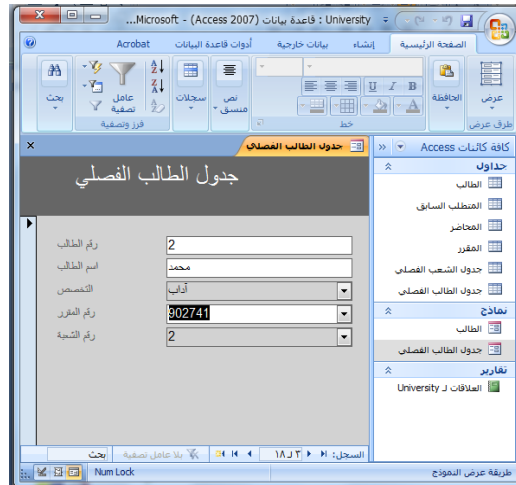 University : قاعدة بيانات (Access 2007) - Microsoft...
الصفحة الرئيسية
إنشاء
بيانات خارجية
أدوات قاعدة البيانات
Acrobat
عرض
طرق عرض
الحافظة
U I B
A
خط
نص منسق
سجلات
عامل تصفية
فرز وتصفية
بحث
كافة كائنات Access
جداول
الطالب
المتطلب السابق
المحاضر
المقرر
جدول الشعب الفصلي
جدول الطالب الفصلي
نماذج
الطالب
جدول الطالب الفصلي
تقارير
العلاقات لـ University
جدول الطالب الفصلي
جدول الطالب الفصلي
رقم الطالب 2
اسم الطالب محمد
التخصص آداب
رقم المقرر 902741
رقم الشعبة 2
السجل: ٣ لـ ١٨ بلا عامل تصفية بحث
طريقة عرض النموذج
Num Lock